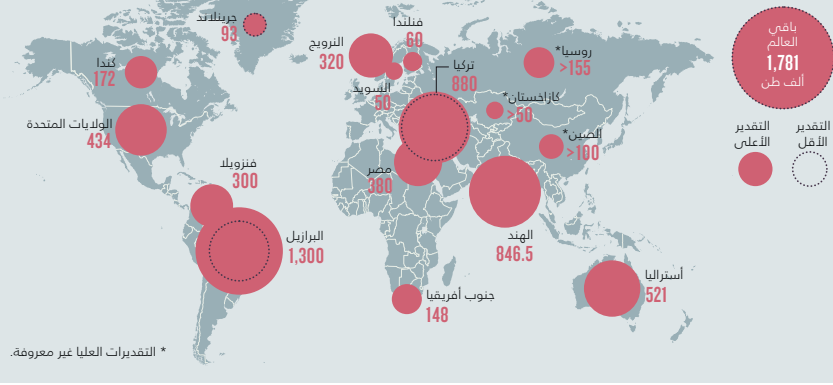 جرينلاند
93
كندا
172
الولايات المتحدة
434
فنزويلا
300
البرازيل
1,300
النرويج
320
فنلندا
60
السويد
50
تركيا
880
روسيا*
>155
كازاخستان*
>50
الصين*
>100
مصر
380
الهند
846.5
جنوب أفريقيا
148
أستراليا
521
باقي
العالم
1,781
ألف طن
التقدير
الأعلى
التقدير
الأقل
* التقديرات العليا غير معروفة.